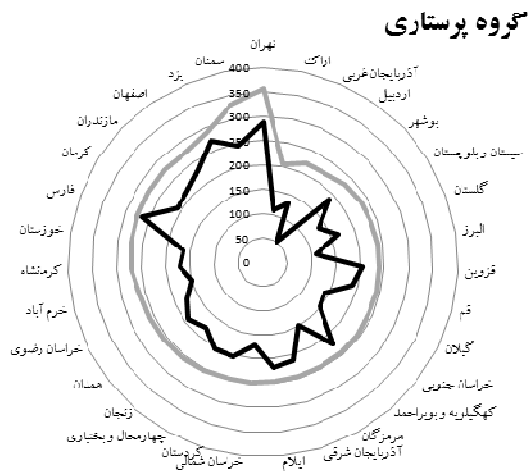 گروه پرستاری
تهران
اراک
آذربایجان غربی
اردبیل
بوشهر
سیستان و بلوچستان
گلستان
البرز
قزوین
قم
گیلان
خراسان جنوبی
کهگیلویه و بویراحمد
هرمزگان
آذربایجان شرقی
ایلام
خرسان شمالی
کردستان
چهارمحال و بختیاری
زنجان
همدان
خراسان رضوی
خرم آباد
کرمانشاه
خوزستان
فارس
کرمان
مازندران
اصفهان
یزد
سمنان
400
350
300
250
200
150
100
50
0